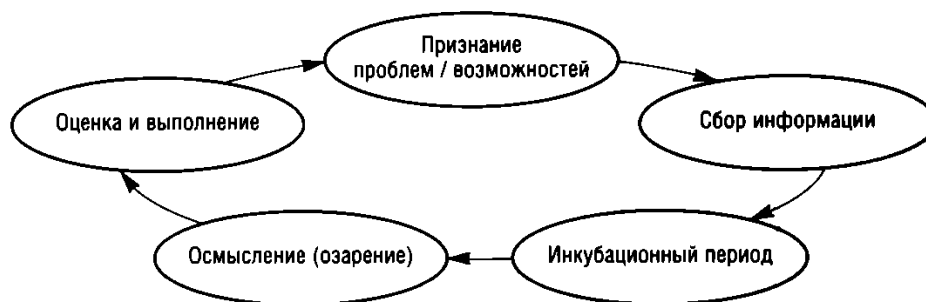 Признание
проблем / возможностей
Оценка и выполнение
Сбор информации
Осмысление (озарение)
Инкубационный период